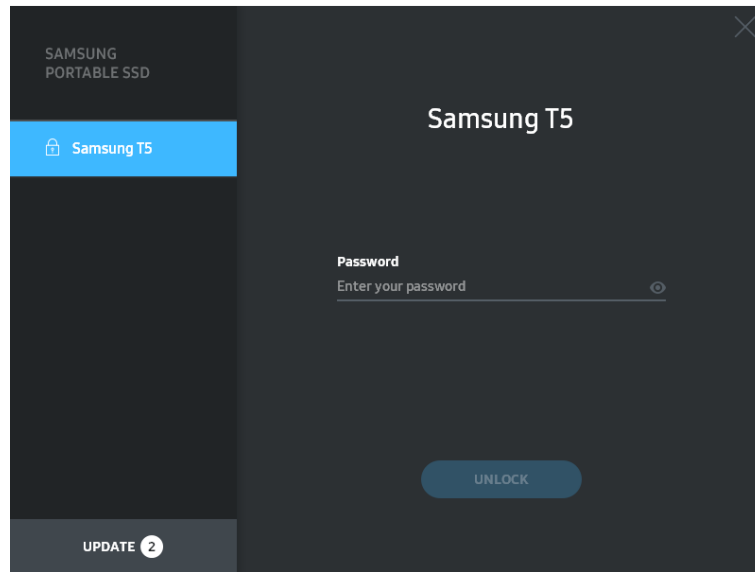 SAMSUNG
PORTABLE SSD
Samsung T5
Samsung T5
Password
Enter your password
UNLOCK
UPDATE 2